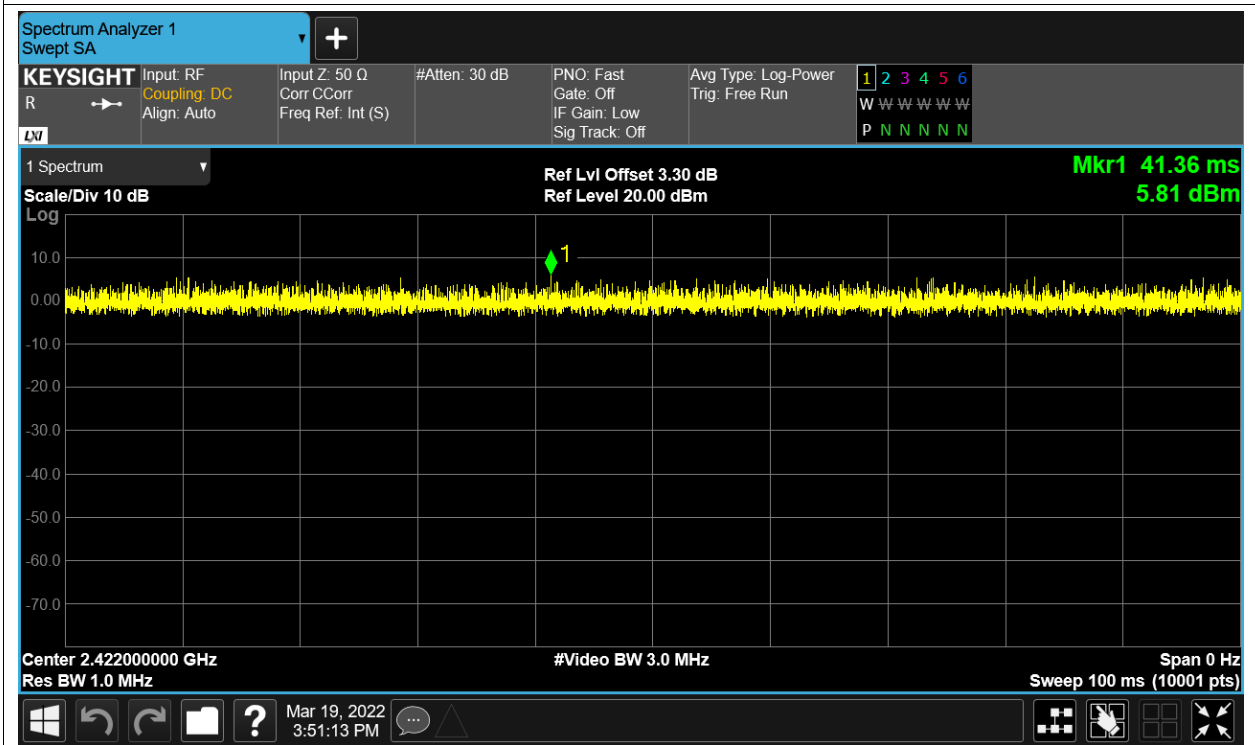 Spectrum Analyzer 1
Swept SA
KEYSIGHT
R
LXI
Input: RF
Coupling: DC
Align: Auto
Input Z: 50 Ω
Corr CCorr
Freq Ref: Int (S)
#Atten: 30 dB
PNO: Fast
Gate: Off
IF Gain: Low
Sig Track: Off
Avg Type: Log-Power
Trig: Free Run
1 2 3 4 5 6
W W W W W W
P N N N N N
1 Spectrum
Scale/Div 10 dB
Log
Ref Lvl Offset 3.30 dB
Ref Level 20.00 dBm
Mkr1 41.36 ms
5.81 dBm
1
10.0
0.00
-10.0
-20.0
-30.0
-40.0
-50.0
-60.0
-70.0
Center 2.422000000 GHz
Res BW 1.0 MHz
#Video BW 3.0 MHz
Span 0 Hz
Sweep 100 ms (10001 pts)
?
Mar 19, 2022
3:51:13 PM